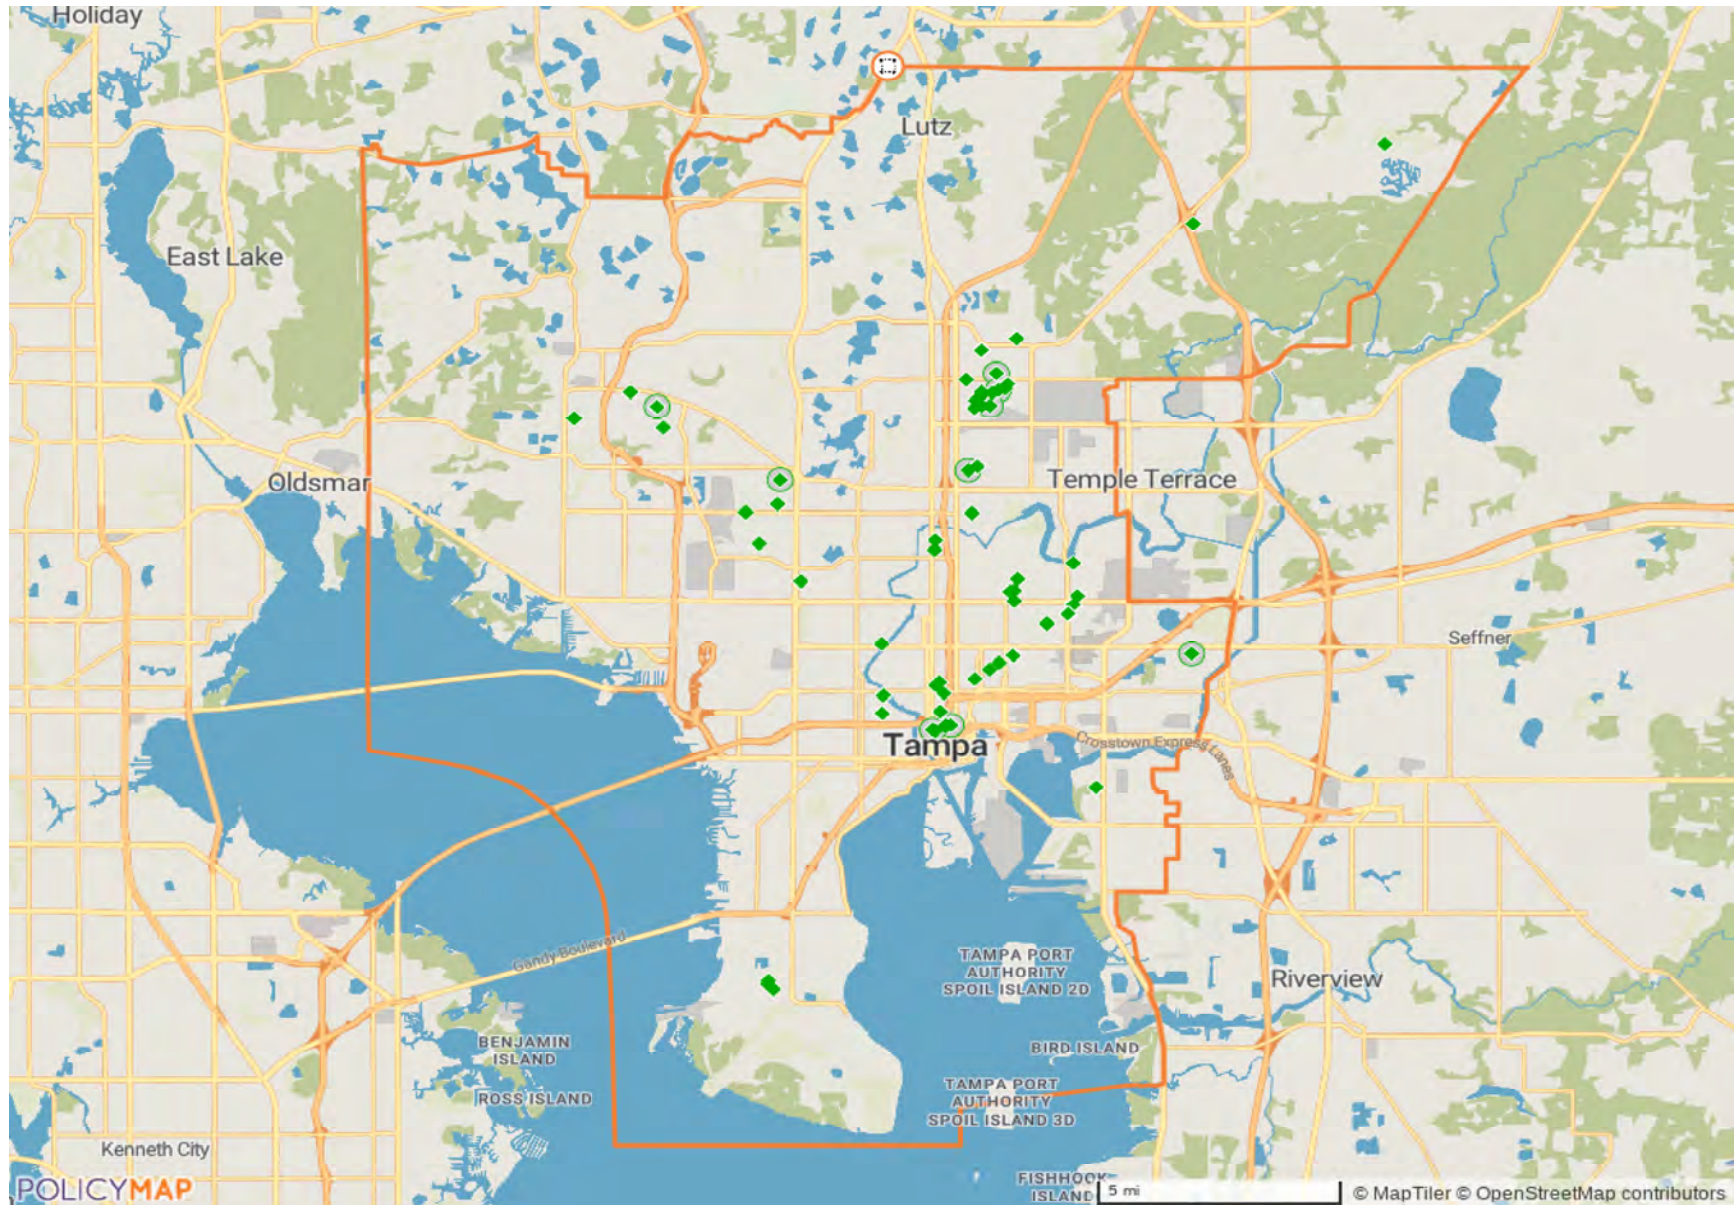 Holiday
Lutz
East Lake
Oldsmar
Temple Terrace
Seffner
Tampa
Crosstown Express Lanes
Gandy Boulevard
TAMPA PORT
AUTHORITY
SPOIL ISLAND 2D
Riverview
BENJAMIN
ISLAND
BIRD ISLAND
ROSS ISLAND
TAMPA PORT
AUTHORITY
SPOIL ISLAND 3D
Kenneth City
FISHHOOK
ISLAND
POLICYMAP
5 mi
© MapTiler © OpenStreetMap contributors